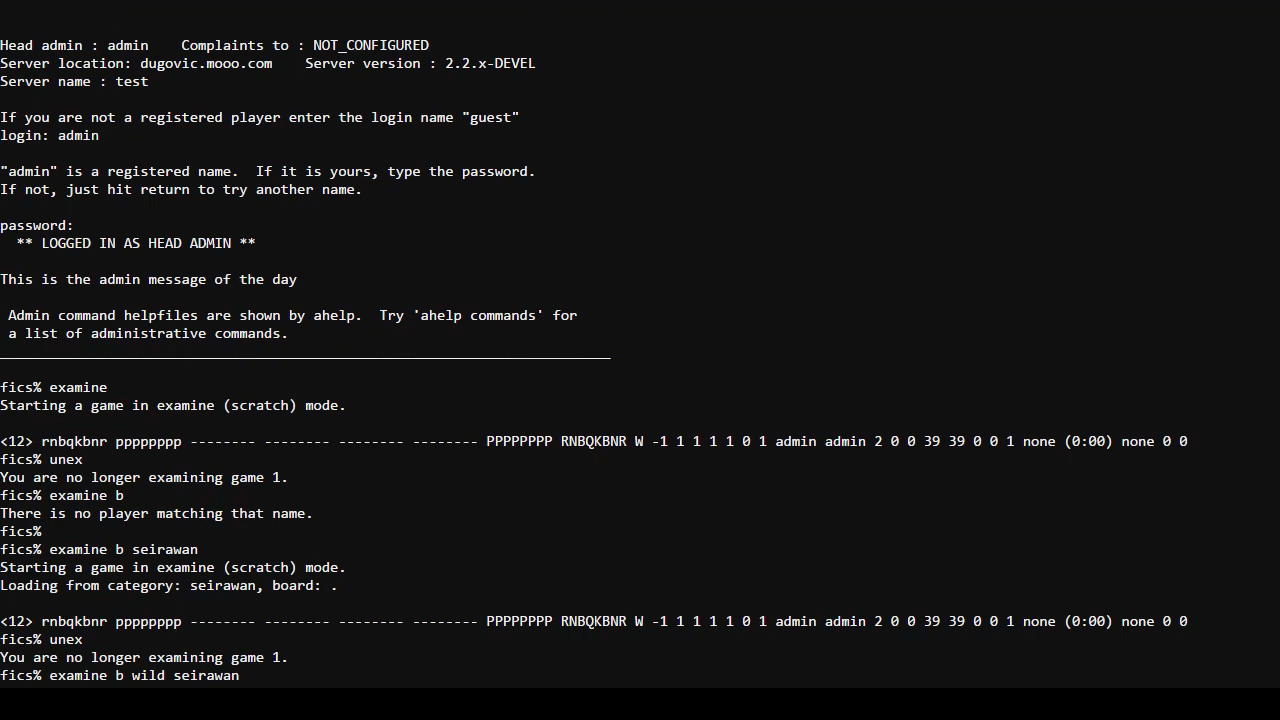 Head admin : admin    Complaints to : NOT_CONFIGURED
Server location: dugovic.mooo.com    Server version : 2.2.x-DEVEL
Server name : test
If you are not a registered player enter the login name "guest"
login: admin
"admin" is a registered name.  If it is yours, type the password.
If not, just hit return to try another name.
password:
  ** LOGGED IN AS HEAD ADMIN **
This is the admin message of the day
 Admin command helpfiles are shown by ahelp.  Try 'ahelp commands' for
 a list of administrative commands.
__________________________________________________________________________
fics% examine
Starting a game in examine (scratch) mode.
<12> rnbqkbnr pppppppp -------- -------- -------- -------- PPPPPPPP RNBQKBNR W -1 1 1 1 1 0 1 admin admin 2 0 0 39 39 0 0 1 none (0:00) none 0 0
fics% unex
You are no longer examining game 1.
fics% examine b
There is no player matching that name.
fics%
fics% examine b seirawan
Starting a game in examine (scratch) mode.
Loading from category: seirawan, board: .
<12> rnbqkbnr pppppppp -------- -------- -------- -------- PPPPPPPP RNBQKBNR W -1 1 1 1 1 0 1 admin admin 2 0 0 39 39 0 0 1 none (0:00) none 0 0
fics% unex
You are no longer examining game 1.
fics% examine b wild seirawan